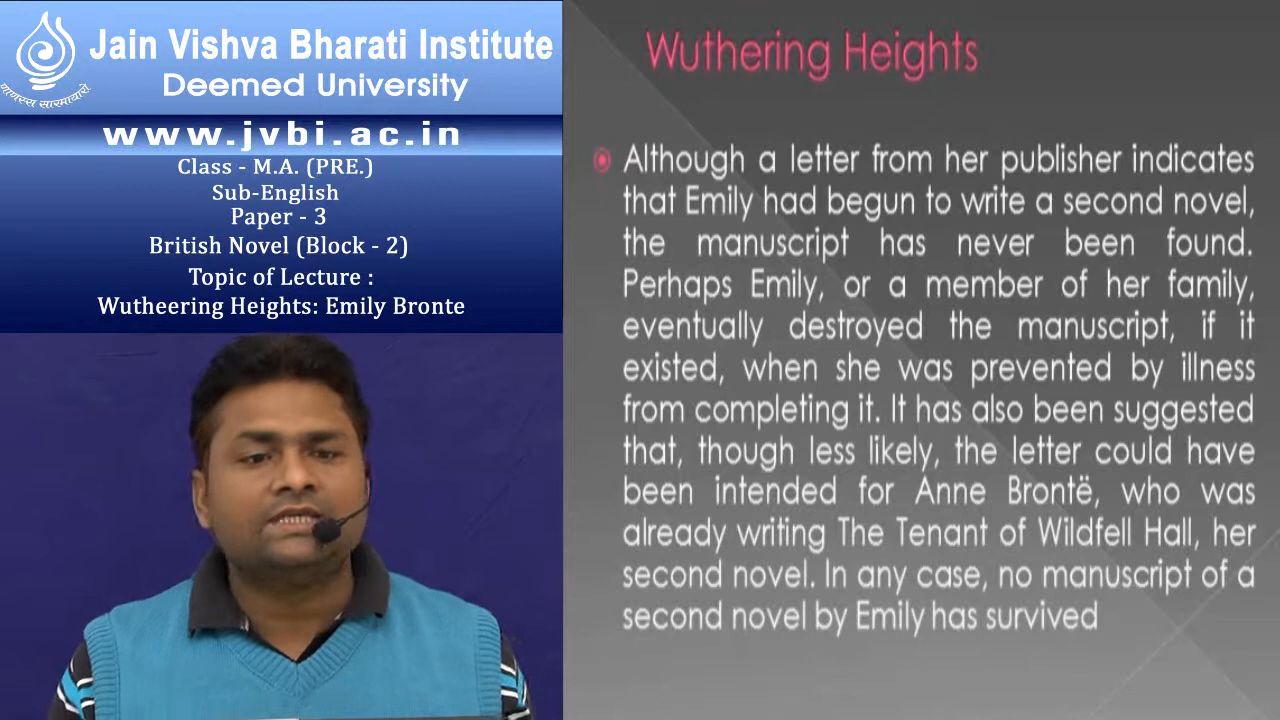 Jain Vishva Bharati Institute
Deemed University
णाणस्स सारमायारो
www.jvbi.ac.in
Class - M.A. (PRE.)
Sub-English
Paper - 3
British Novel (Block - 2)
Topic of Lecture :
Wutheering Heights: Emily Bronte
Wuthering Heights
Although a letter from her publisher indicates
that Emily had begun to write a second novel,
the manuscript has never been found.
Perhaps Emily, or a member of her family,
eventually destroyed the manuscript, if it
existed, when she was prevented by illness
from completing it. It has also been suggested
that, though less likely, the letter could have
been intended for Anne Brontë, who was
already writing The Tenant of Wildfell Hall, her
second novel. In any case, no manuscript of a
second novel by Emily has survived